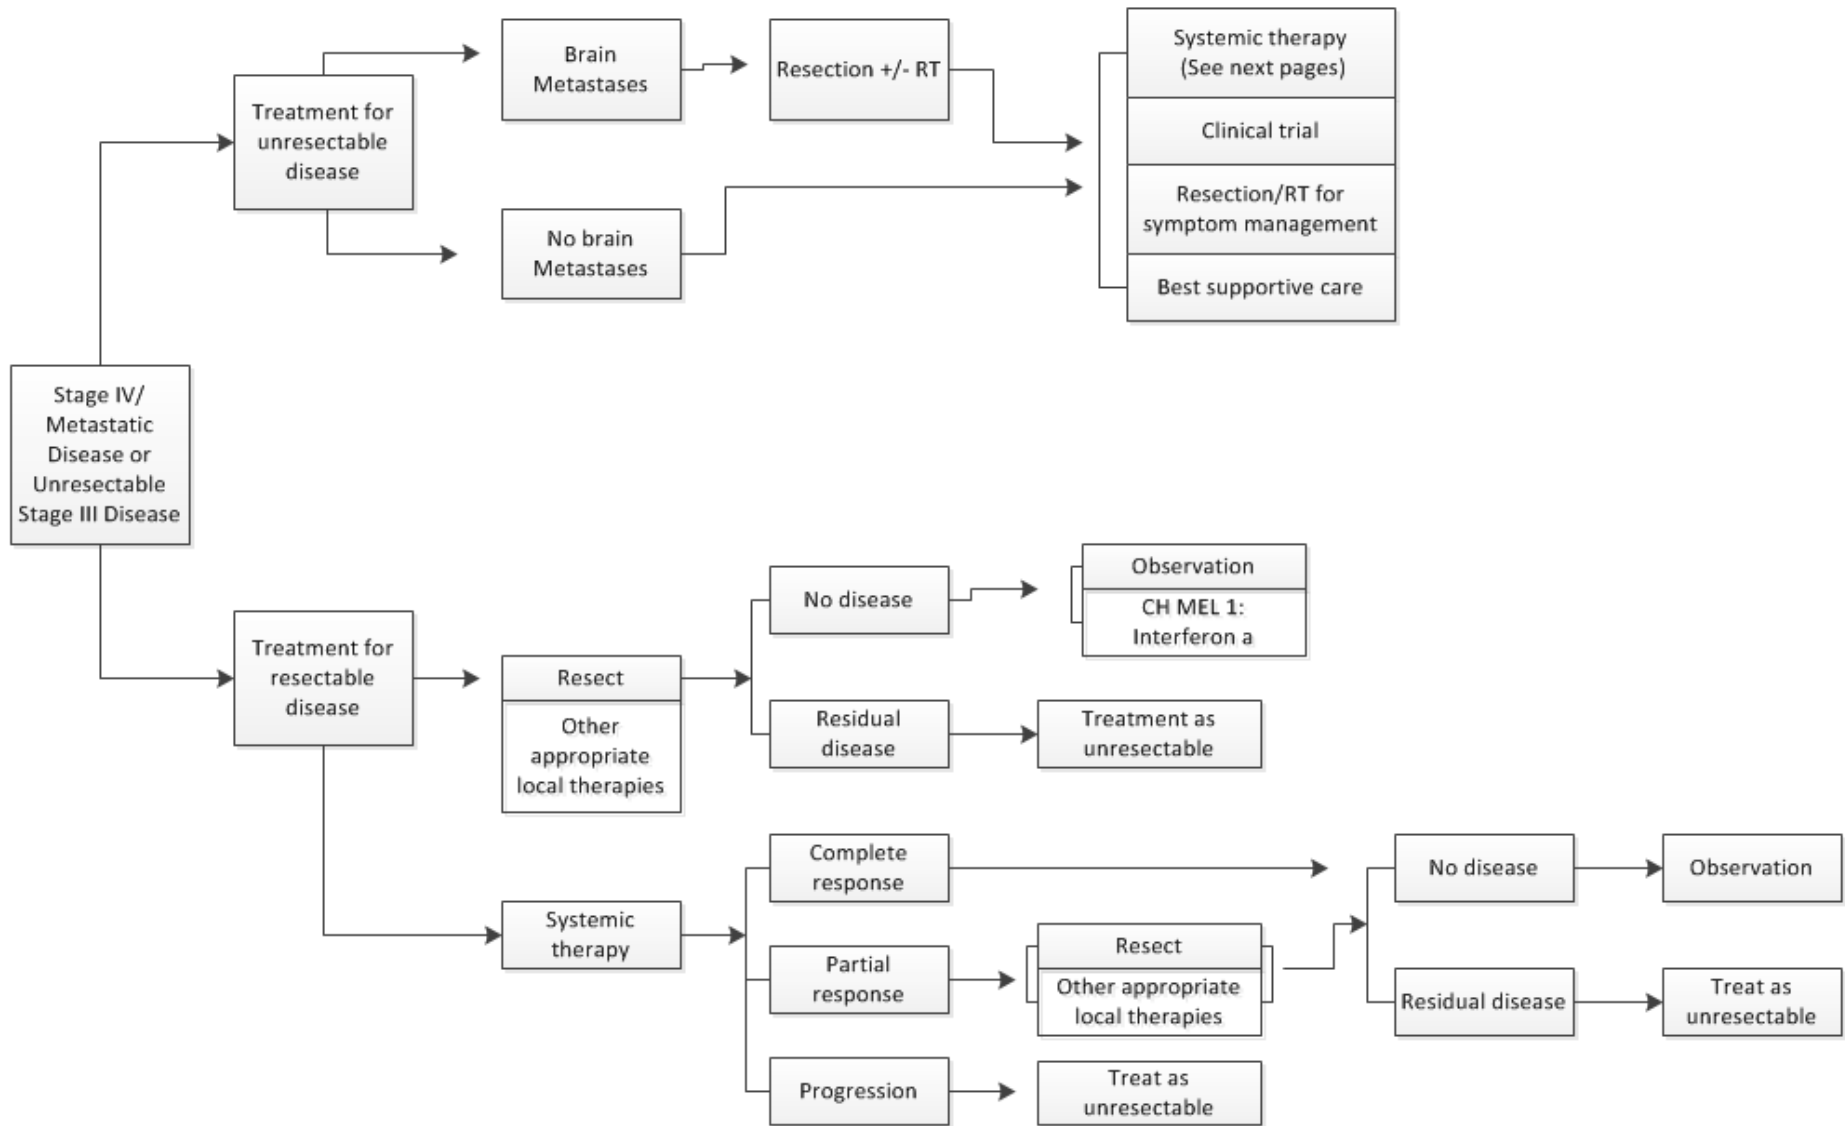 Stage IV/
Metastatic
Disease or
Unresectable
Stage III Disease
Treatment for
unresectable
disease
Brain
Metastases
Resection +/- RT
No brain
Metastases
Systemic therapy
(See next pages)
Clinical trial
Resection/RT for
symptom management
Best supportive care
Treatment for
resectable
disease
Resect
Other
appropriate
local therapies
No disease
Observation
CH MEL 1:
Interferon a
Residual
disease
Treatment as
unresectable
Systemic
therapy
Complete
response
Partial
response
Resect
Other appropriate
local therapies
Progression
Treat as
unresectable
No disease
Observation
Residual disease
Treat as
unresectable